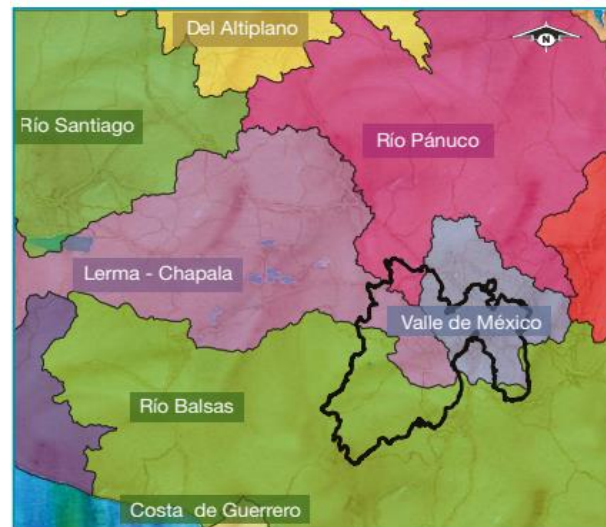 Del Altiplano
N
Río Santiago
Río Pánuco
Lerma - Chapala
Valle de México
Río Balsas
Costa de Guerrero